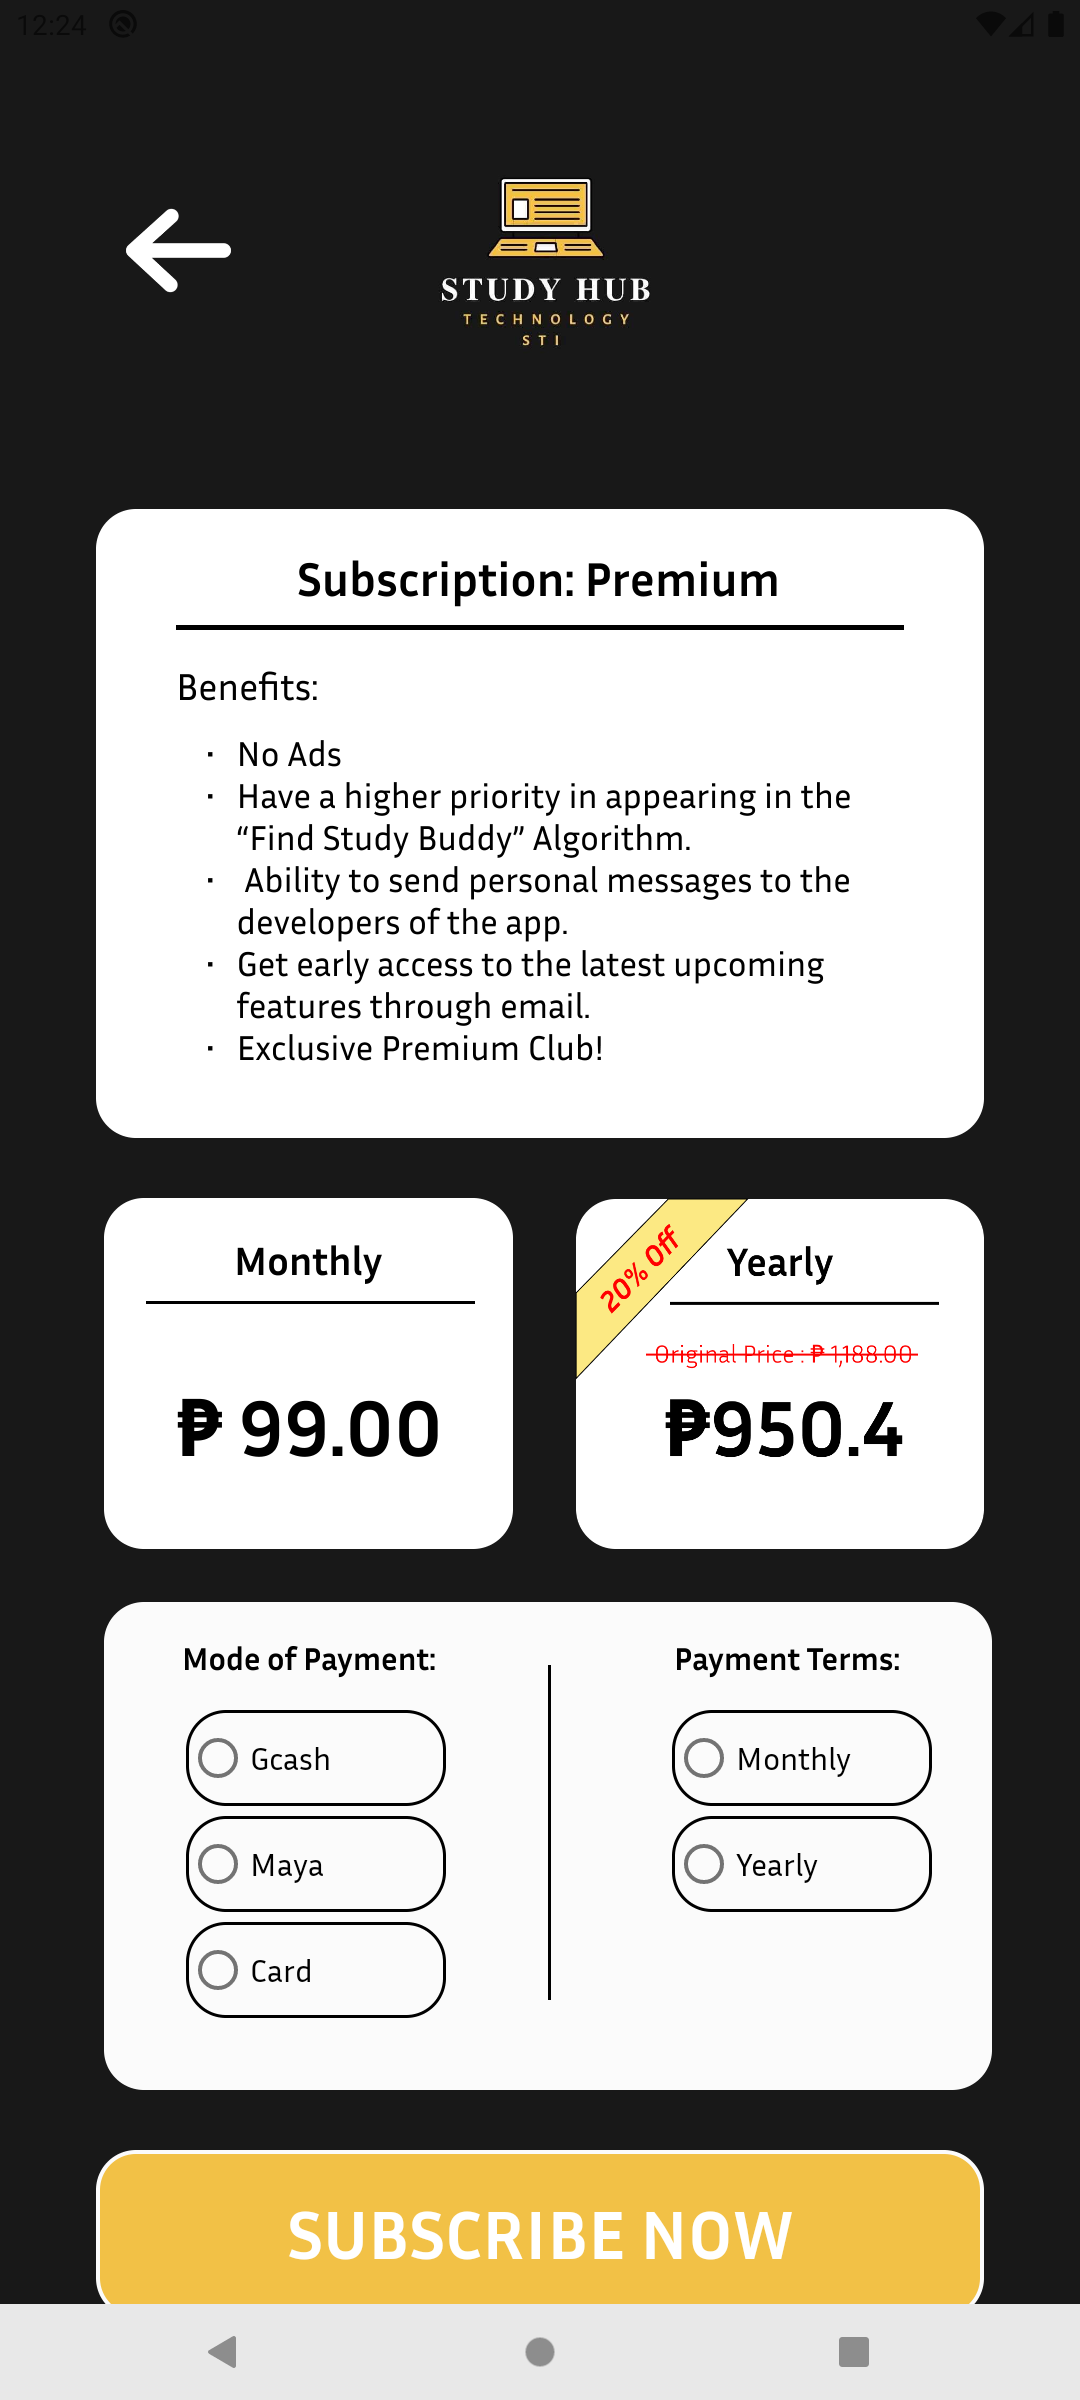 12:24
STUDY HUB
TECHNOLOGY
STI
Subscription: Premium
Benefits:
· No Ads
· Have a higher priority in appearing in the
“Find Study Buddy” Algorithm.
· Ability to send personal messages to the
developers of the app.
· Get early access to the latest upcoming
features through email.
· Exclusive Premium Club!
Monthly
₱ 99.00
20% Off
Yearly
Original Price : ₱ 1,188.00
₱950.4
Mode of Payment:
Gcash
Maya
Card
Payment Terms:
Monthly
Yearly
SUBSCRIBE NOW